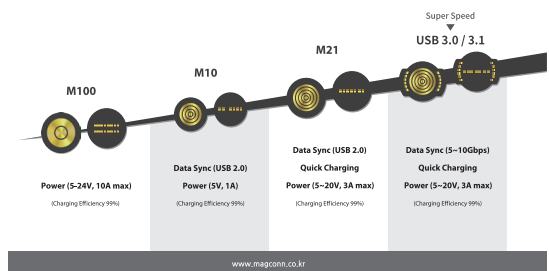 Super Speed
USB 3.0 / 3.1
M21
M10
M100
Power (5-24V, 10A max)
(Charging Efficiency 99%)
Data Sync (USB 2.0)
Power (5V, 1A)
(Charging Efficiency 99%)
Data Sync (USB 2.0)
Quick Charging
Power (5~20V, 3A max)
(Charging Efficiency 99%)
Data Sync (5~10Gbps)
Quick Charging
Power (5~20V, 3A max)
(Charging Efficiency 99%)
www.magconn.co.kr